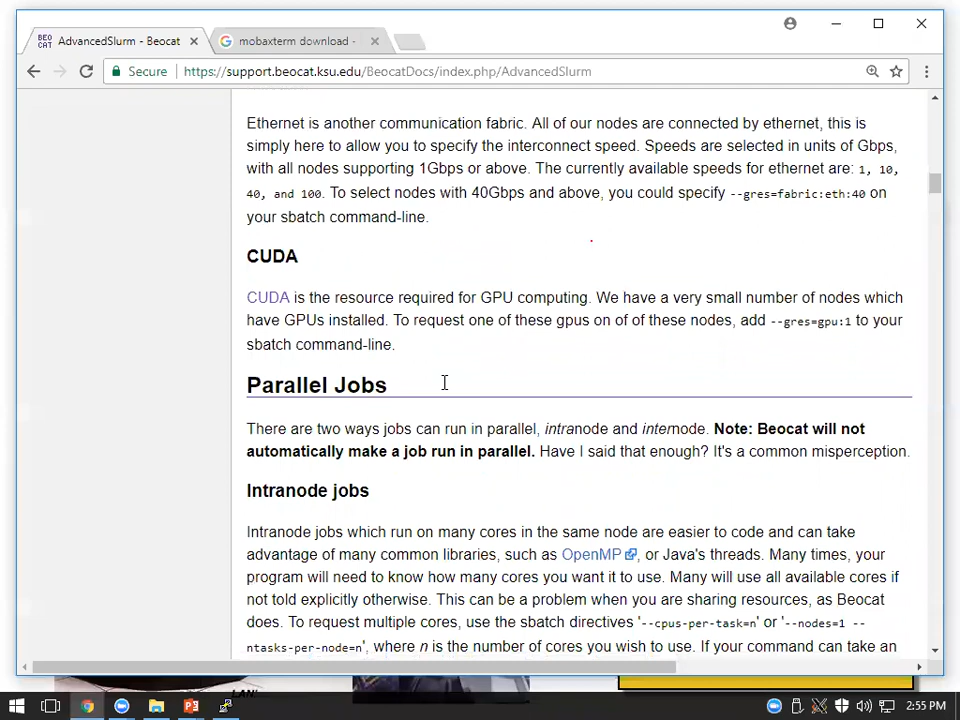 BEO
CAT
AdvancedSlurm - Beocat
mobaxterm download -
Secure
https://support.beocat.ksu.edu/BeocatDocs/index.php/AdvancedSlurm
Ethernet is another communication fabric. All of our nodes are connected by ethernet, this is
simply here to allow you to specify the interconnect speed. Speeds are selected in units of Gbps,
with all nodes supporting 1Gbps or above. The currently available speeds for ethernet are: 1, 10,
40, and 100. To select nodes with 40Gbps and above, you could specify --gres=fabric:eth:40 on
your sbatch command-line.
CUDA
CUDA is the resource required for GPU computing. We have a very small number of nodes which
have GPUs installed. To request one of these gpus on of of these nodes, add --gres=gpu:1 to your
sbatch command-line.
Parallel Jobs
There are two ways jobs can run in parallel, intranode and internode. Note: Beocat will not
automatically make a job run in parallel. Have I said that enough? It's a common misperception.
Intranode jobs
Intranode jobs which run on many cores in the same node are easier to code and can take
advantage of many common libraries, such as OpenMP, or Java's threads. Many times, your
program will need to know how many cores you want it to use. Many will use all available cores if
not told explicitly otherwise. This can be a problem when you are sharing resources, as Beocat
does. To request multiple cores, use the sbatch directives '--cpus-per-task=n' or '--nodes=1 --
ntasks-per-node=n', where n is the number of cores you wish to use. If your command can take an
2:55 PM